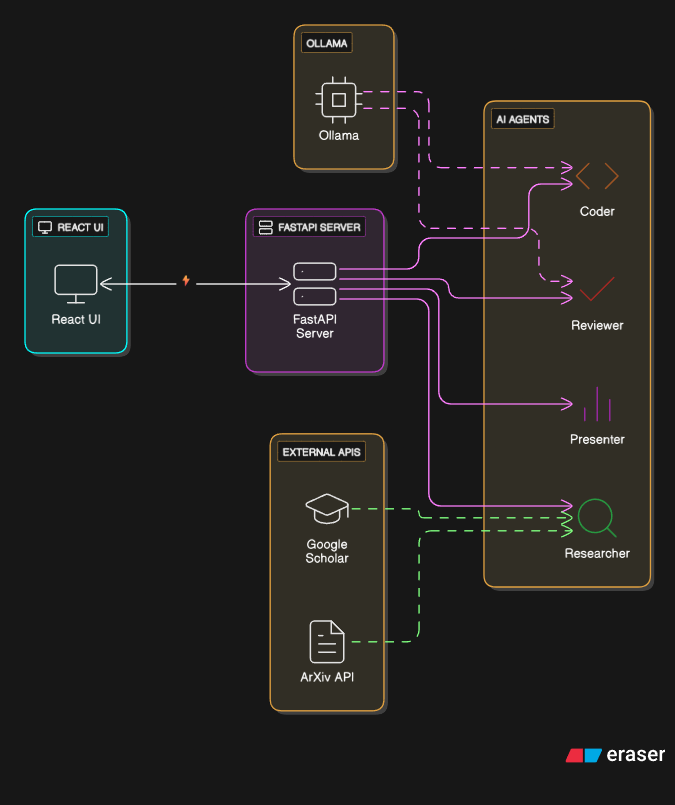 OLLAMA
Ollama
AI AGENTS
Coder
Reviewer
Presenter
Researcher
REACT UI
React UI
FASTAPI SERVER
FastAPI
Server
EXTERNAL APIS
Google
Scholar
ArXiv API
eraser